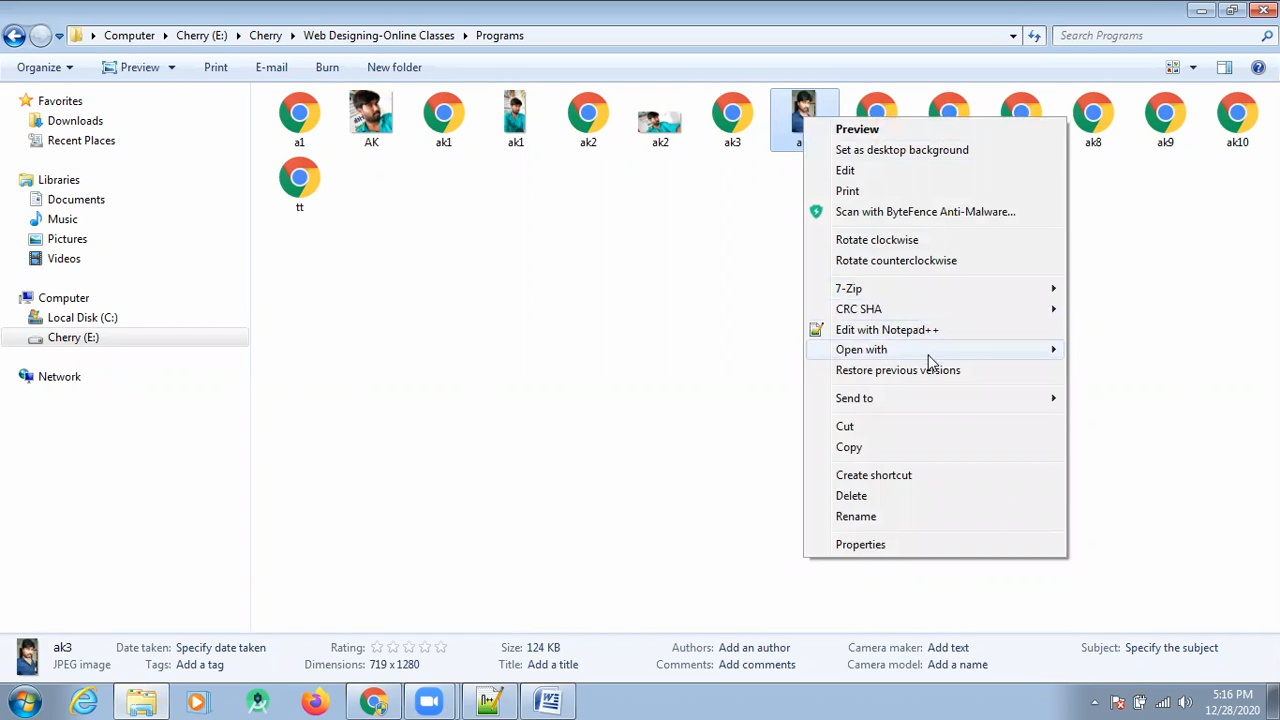 Computer Cherry (E:) Cherry Web Designing-Online Classes Programs Search Programs
Organize Preview Print E-mail Burn New folder
Favorites
Downloads
Recent Places
Libraries
Documents
Music
Pictures
Videos
Computer
Local Disk (C:)
Cherry (E:)
Network
a1 AK ak1 ak1 ak2 ak2 ak3 a ak8 ak9 ak10
tt
Preview
Set as desktop background
Edit
Print
Scan with ByteFence Anti-Malware...
Rotate clockwise
Rotate counterclockwise
7-Zip
CRC SHA
Edit with Notepad++
Open with
Restore previous versions
Send to
Cut
Copy
Create shortcut
Delete
Rename
Properties
ak3 Date taken: Specify date taken Rating: Size: 124 KB Authors: Add an author Camera maker: Add text Subject: Specify the subject
JPEG image Tags: Add a tag Dimensions: 719 x 1280 Title: Add a title Comments: Add comments Camera model: Add a name
5:16 PM
12/28/2020